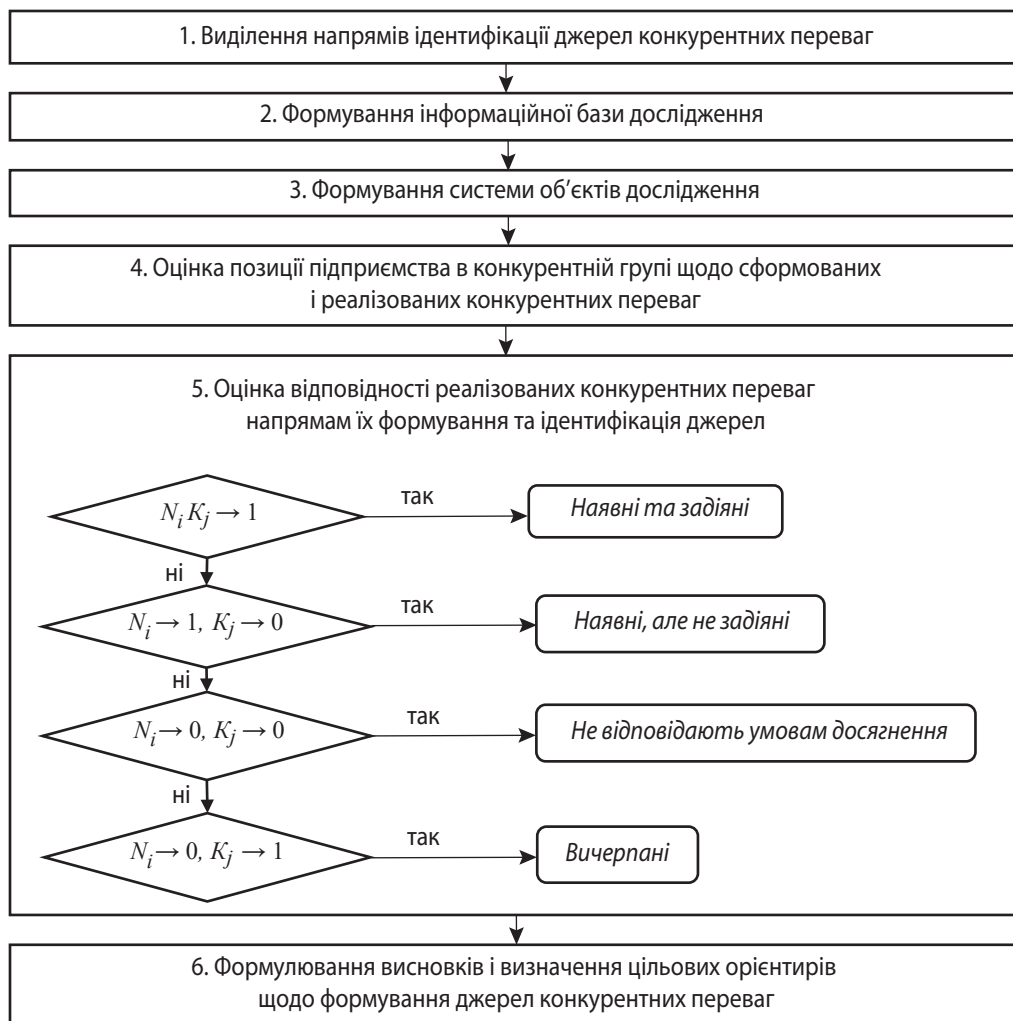 1. Виділення напрямів ідентифікації джерел конкурентних переваг
2. Формування інформаційної бази дослідження
3. Формування системи об’єктів дослідження
4. Оцінка позиції підприємства в конкурентній групі щодо сформованих
і реалізованих конкурентних переваг
5. Оцінка відповідності реалізованих конкурентних переваг
напрямам їх формування та ідентифікація джерел
N_i K_j → 1
так
Наявні та задіяні
ні
N_i → 1, K_j → 0
так
Наявні, але не задіяні
ні
N_i → 0, K_j → 0
так
Не відповідають умовам досягнення
ні
N_i → 0, K_j → 1
так
Вичерпані
6. Формулювання висновків і визначення цільових орієнтирів
щодо формування джерел конкурентних переваг